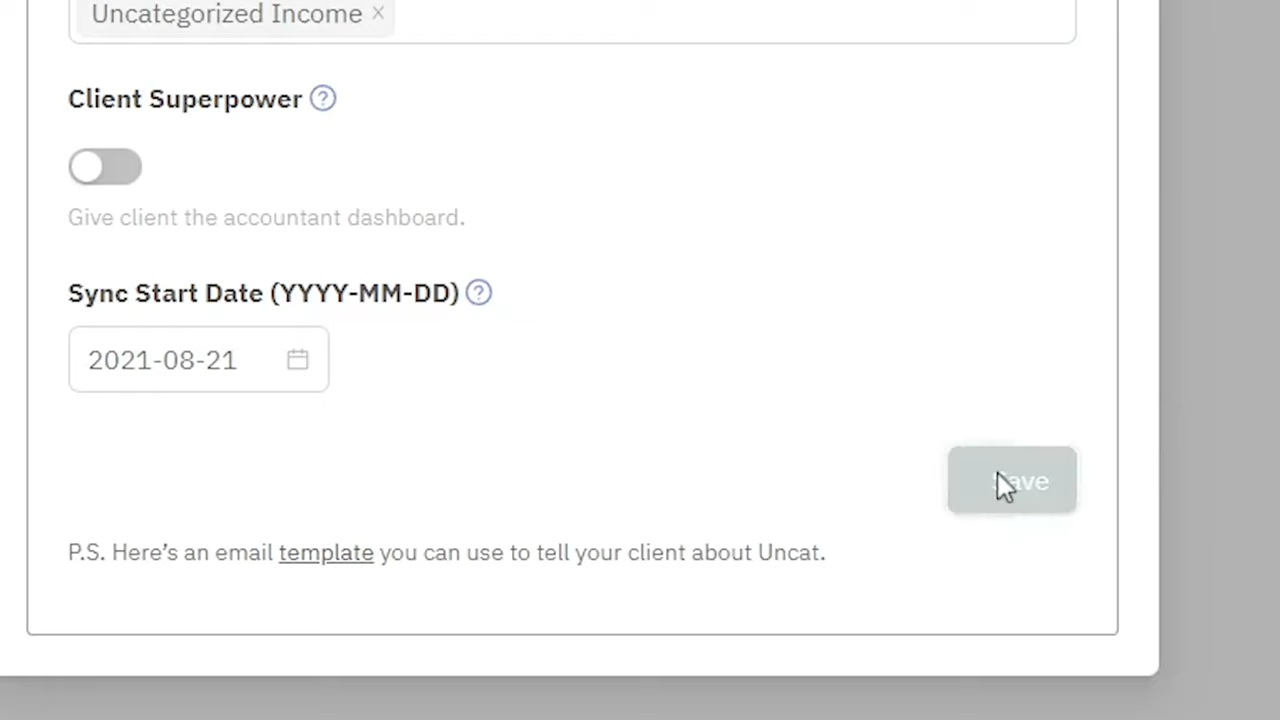 Uncategorized Income ×
Client Superpower ?
Give client the accountant dashboard.
Sync Start Date (YYYY-MM-DD) ?
2021-08-21
Save
P.S. Here’s an email template you can use to tell your client about Uncat.